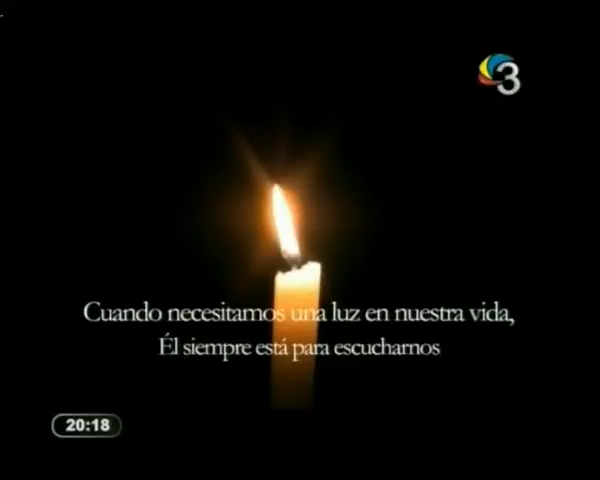 3
Cuando necesitamos una luz en nuestra vida,
Él siempre está para escucharnos
20:18